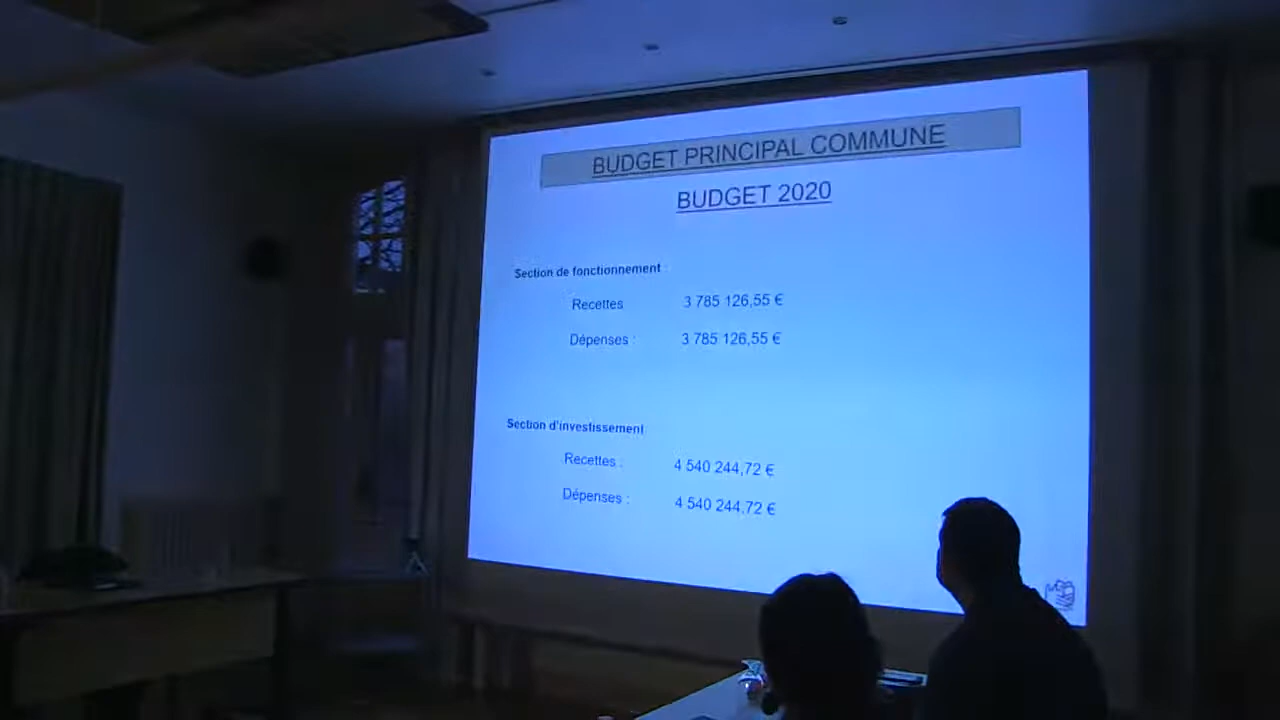 BUDGET PRINCIPAL COMMUNE
BUDGET 2020
Section de fonctionnement :
Recettes 3 785 126,55 €
Dépenses : 3 785 126,55 €
Section d'investissement
Recettes : 4 540 244,72 €
Dépenses : 4 540 244,72 €